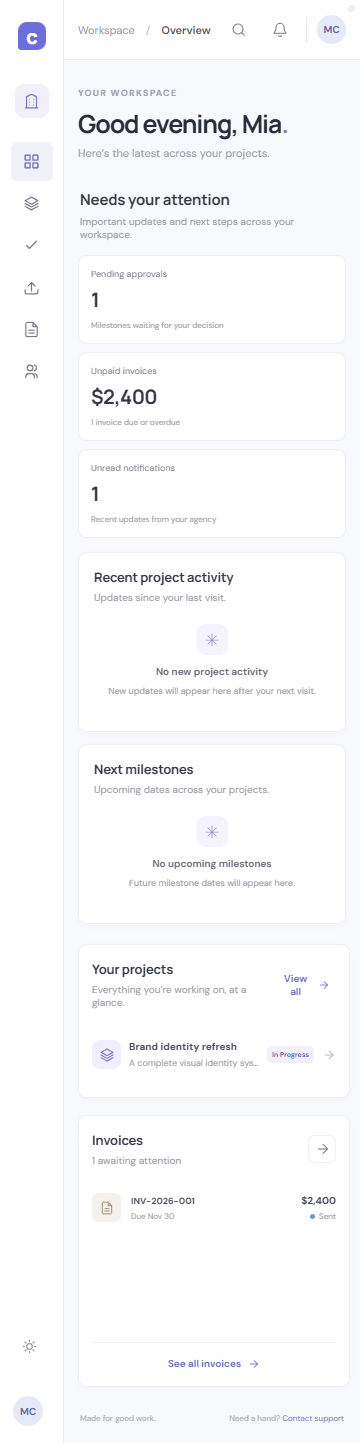 C
Workspace / Overview
MC
YOUR WORKSPACE
Good evening, Mia.
Here's the latest across your projects.
Needs your attention
Important updates and next steps across your
workspace.
Pending approvals
1
Milestones waiting for your decision
Unpaid invoices
$2,400
1 invoice due or overdue
Unread notifications
1
Recent updates from your agency
Recent project activity
Updates since your last visit.
No new project activity
New updates will appear here after your next visit.
Next milestones
Upcoming dates across your projects.
No upcoming milestones
Future milestone dates will appear here.
Your projects
View
all
Everything you're working on, at a
glance.
Brand identity refresh
A complete visual identity sys...
In Progress
Invoices
1 awaiting attention
INV-2026-001
$2,400
Due Nov 30
Sent
See all invoices
MC
Made for good work.
Need a hand? Contact support